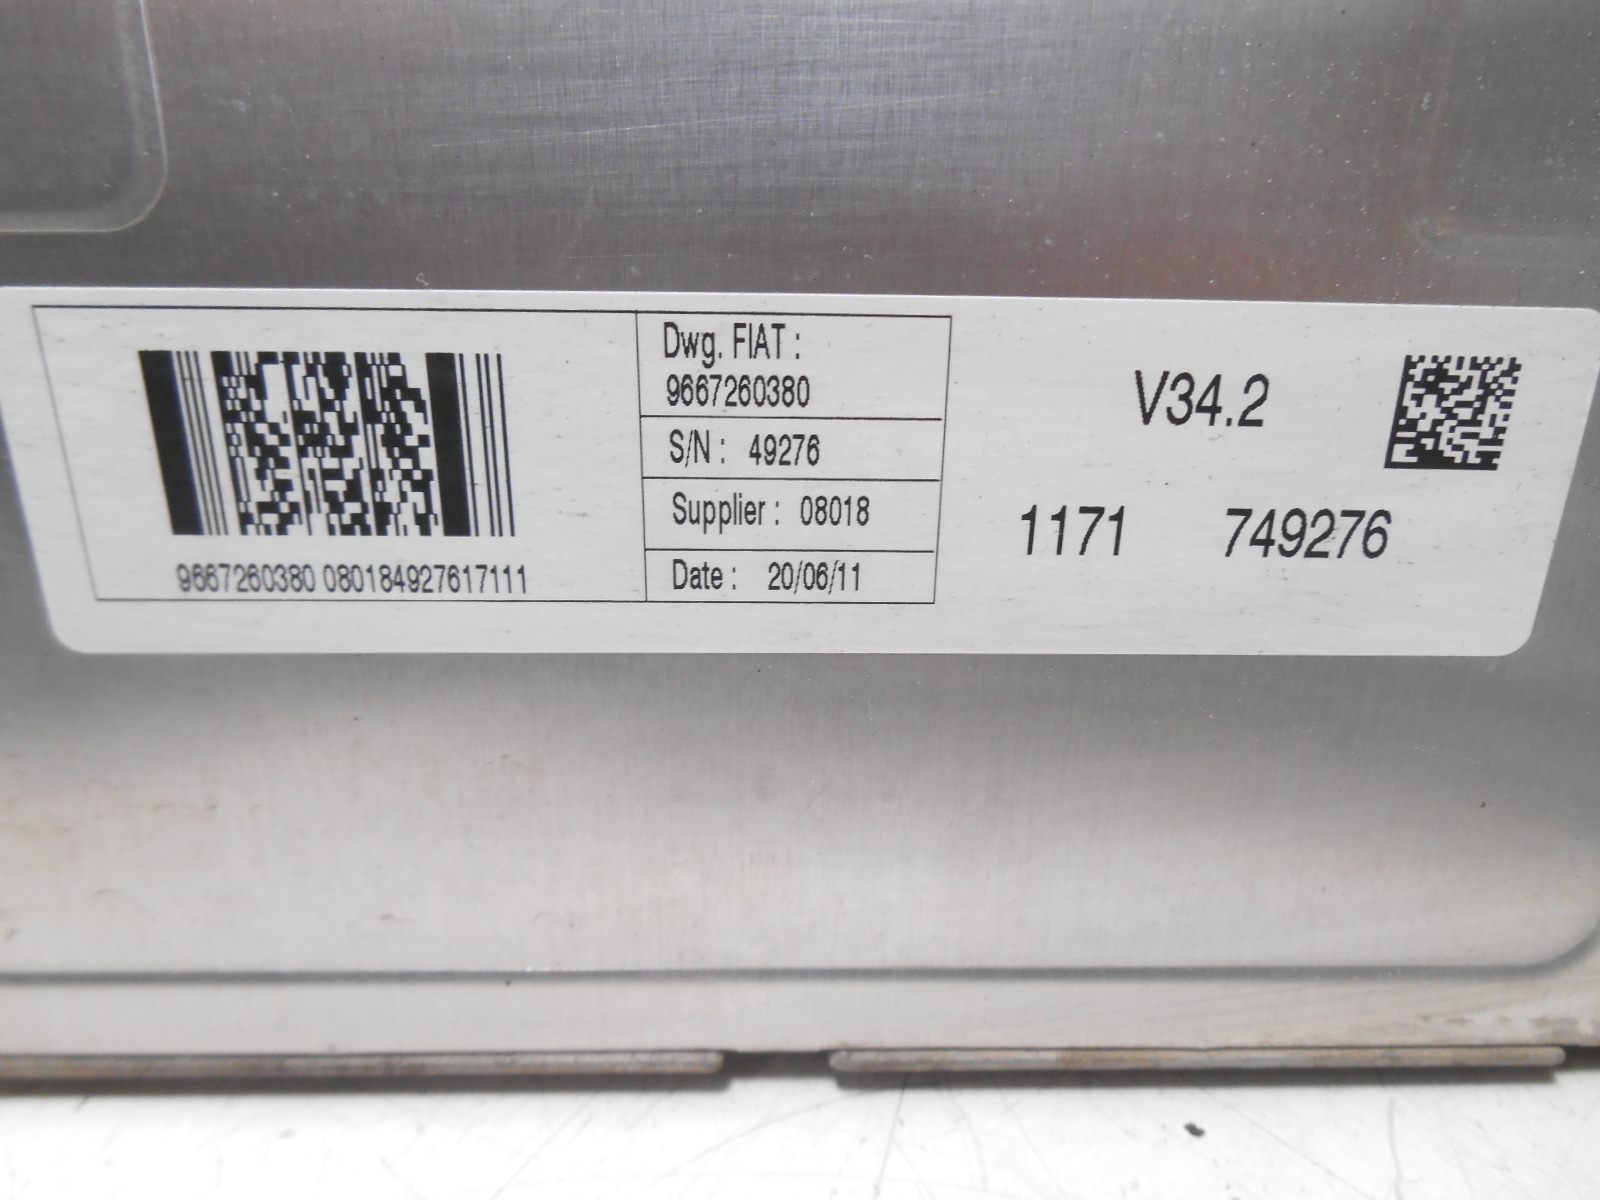 9667260380 080184927617111
Dwg. FIAT :
9667260380
S/N : 49276
Supplier : 08018
Date : 20/06/11
V34.2
1171 749276